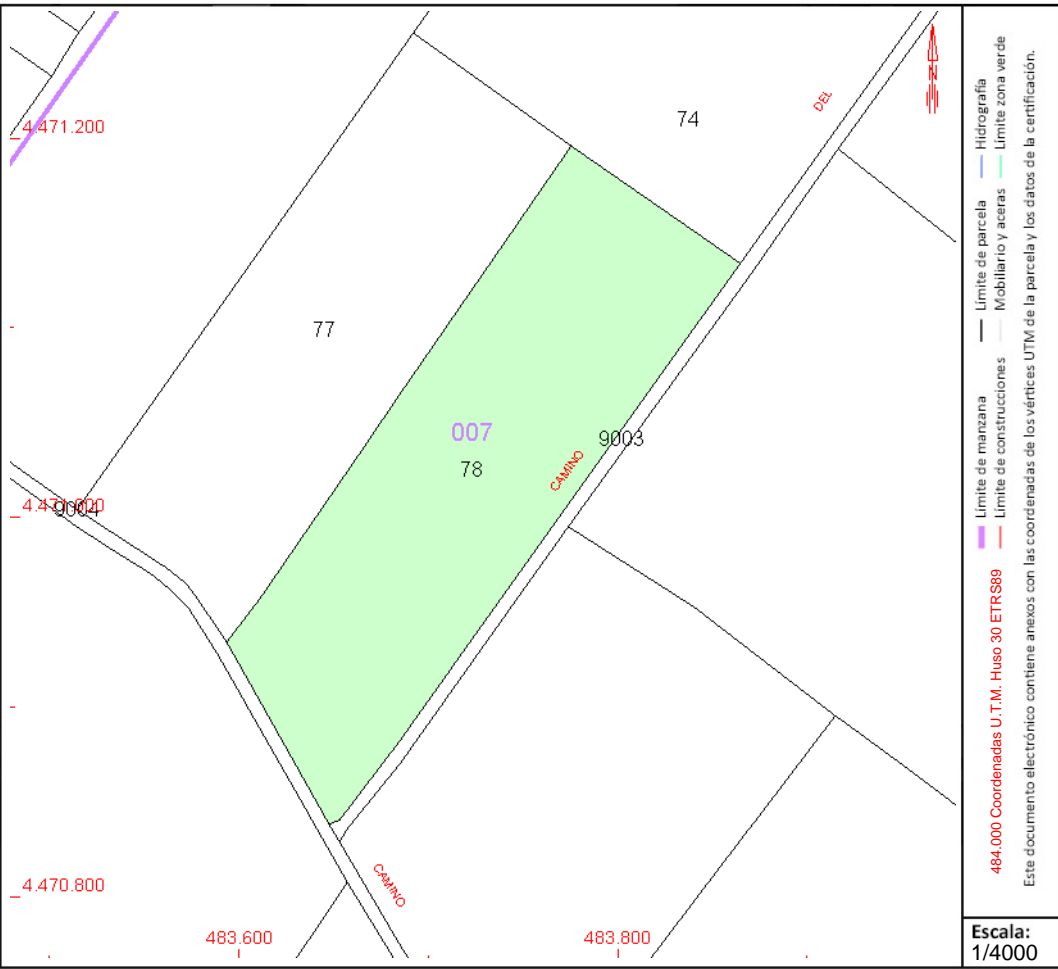 DEL
74
4.471.200
77
007
78
9003
CAMINO
4.471.000
9004
CAMINO
4.470.800
483.600
483.800
484.000 Coordenadas U.T.M. Huso 30 ETRS89
Límite de manzana
Límite de parcela
Hidrografía
Límite de construcciones
Mobiliario y aceras
Límite zona verde
Este documento electrónico contiene anexos con las coordenadas de los vértices UTM de la parcela y los datos de la certificación.
Escala:
1/4000